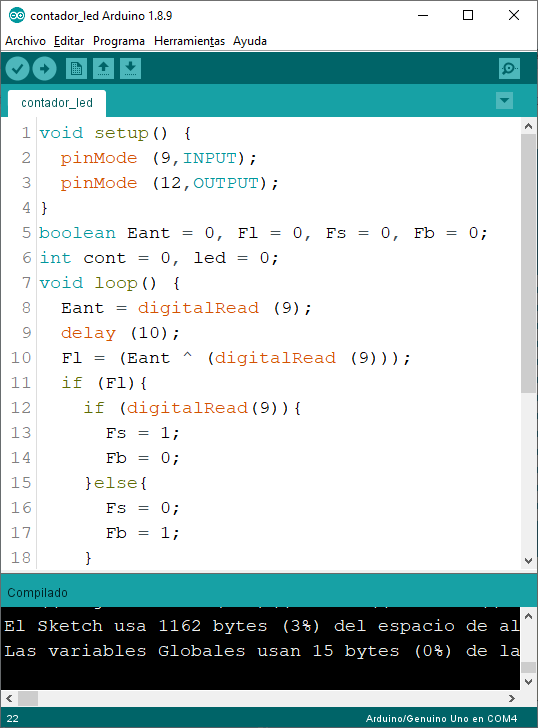 contador_led Arduino 1.8.9
Archivo Editar Programa Herramientas Ayuda
contador_led
1 void setup() {
2   pinMode (9,INPUT);
3   pinMode (12,OUTPUT);
4 }
5 boolean Eant = 0, Fl = 0, Fs = 0, Fb = 0;
6 int cont = 0, led = 0;
7 void loop() {
8   Eant = digitalRead (9);
9   delay (10);
10   Fl = (Eant ^ (digitalRead (9)));
11   if (Fl){
12     if (digitalRead(9)){
13       Fs = 1;
14       Fb = 0;
15     }else{
16       Fs = 0;
17       Fb = 1;
18     }
Compilado
El Sketch usa 1162 bytes (3%) del espacio de al
Las variables Globales usan 15 bytes (0%) de la
22 Arduino/Genuino Uno en COM4